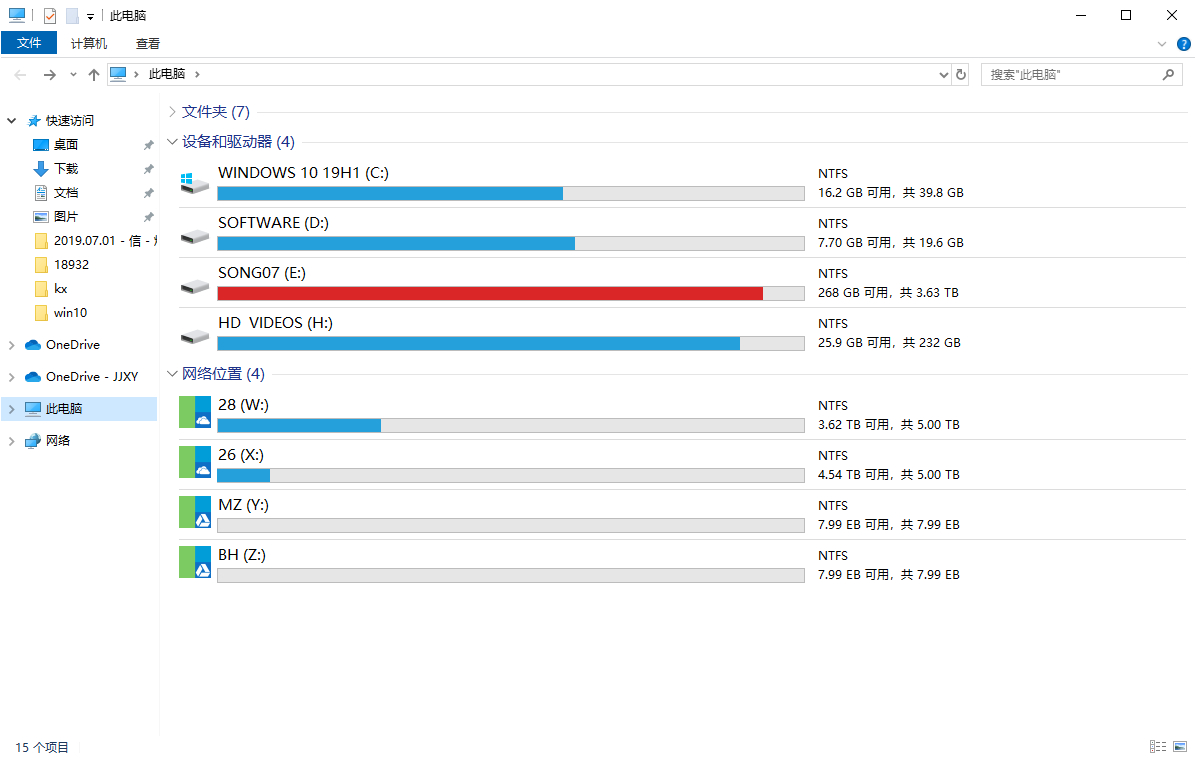 此电脑
文件 计算机 查看
此电脑
搜索"此电脑"
快速访问
桌面
下载
文档
图片
2019.07.01 - 信 -
18932
kx
win10
OneDrive
OneDrive - JJXY
此电脑
网络
文件夹 (7)
设备和驱动器 (4)
WINDOWS 10 19H1 (C:)
NTFS
16.2 GB 可用，共 39.8 GB
SOFTWARE (D:)
NTFS
7.70 GB 可用，共 19.6 GB
SONG07 (E:)
NTFS
268 GB 可用，共 3.63 TB
HD  VIDEOS (H:)
NTFS
25.9 GB 可用，共 232 GB
网络位置 (4)
28 (W:)
NTFS
3.62 TB 可用，共 5.00 TB
26 (X:)
NTFS
4.54 TB 可用，共 5.00 TB
MZ (Y:)
NTFS
7.99 EB 可用，共 7.99 EB
BH (Z:)
NTFS
7.99 EB 可用，共 7.99 EB
15 个项目